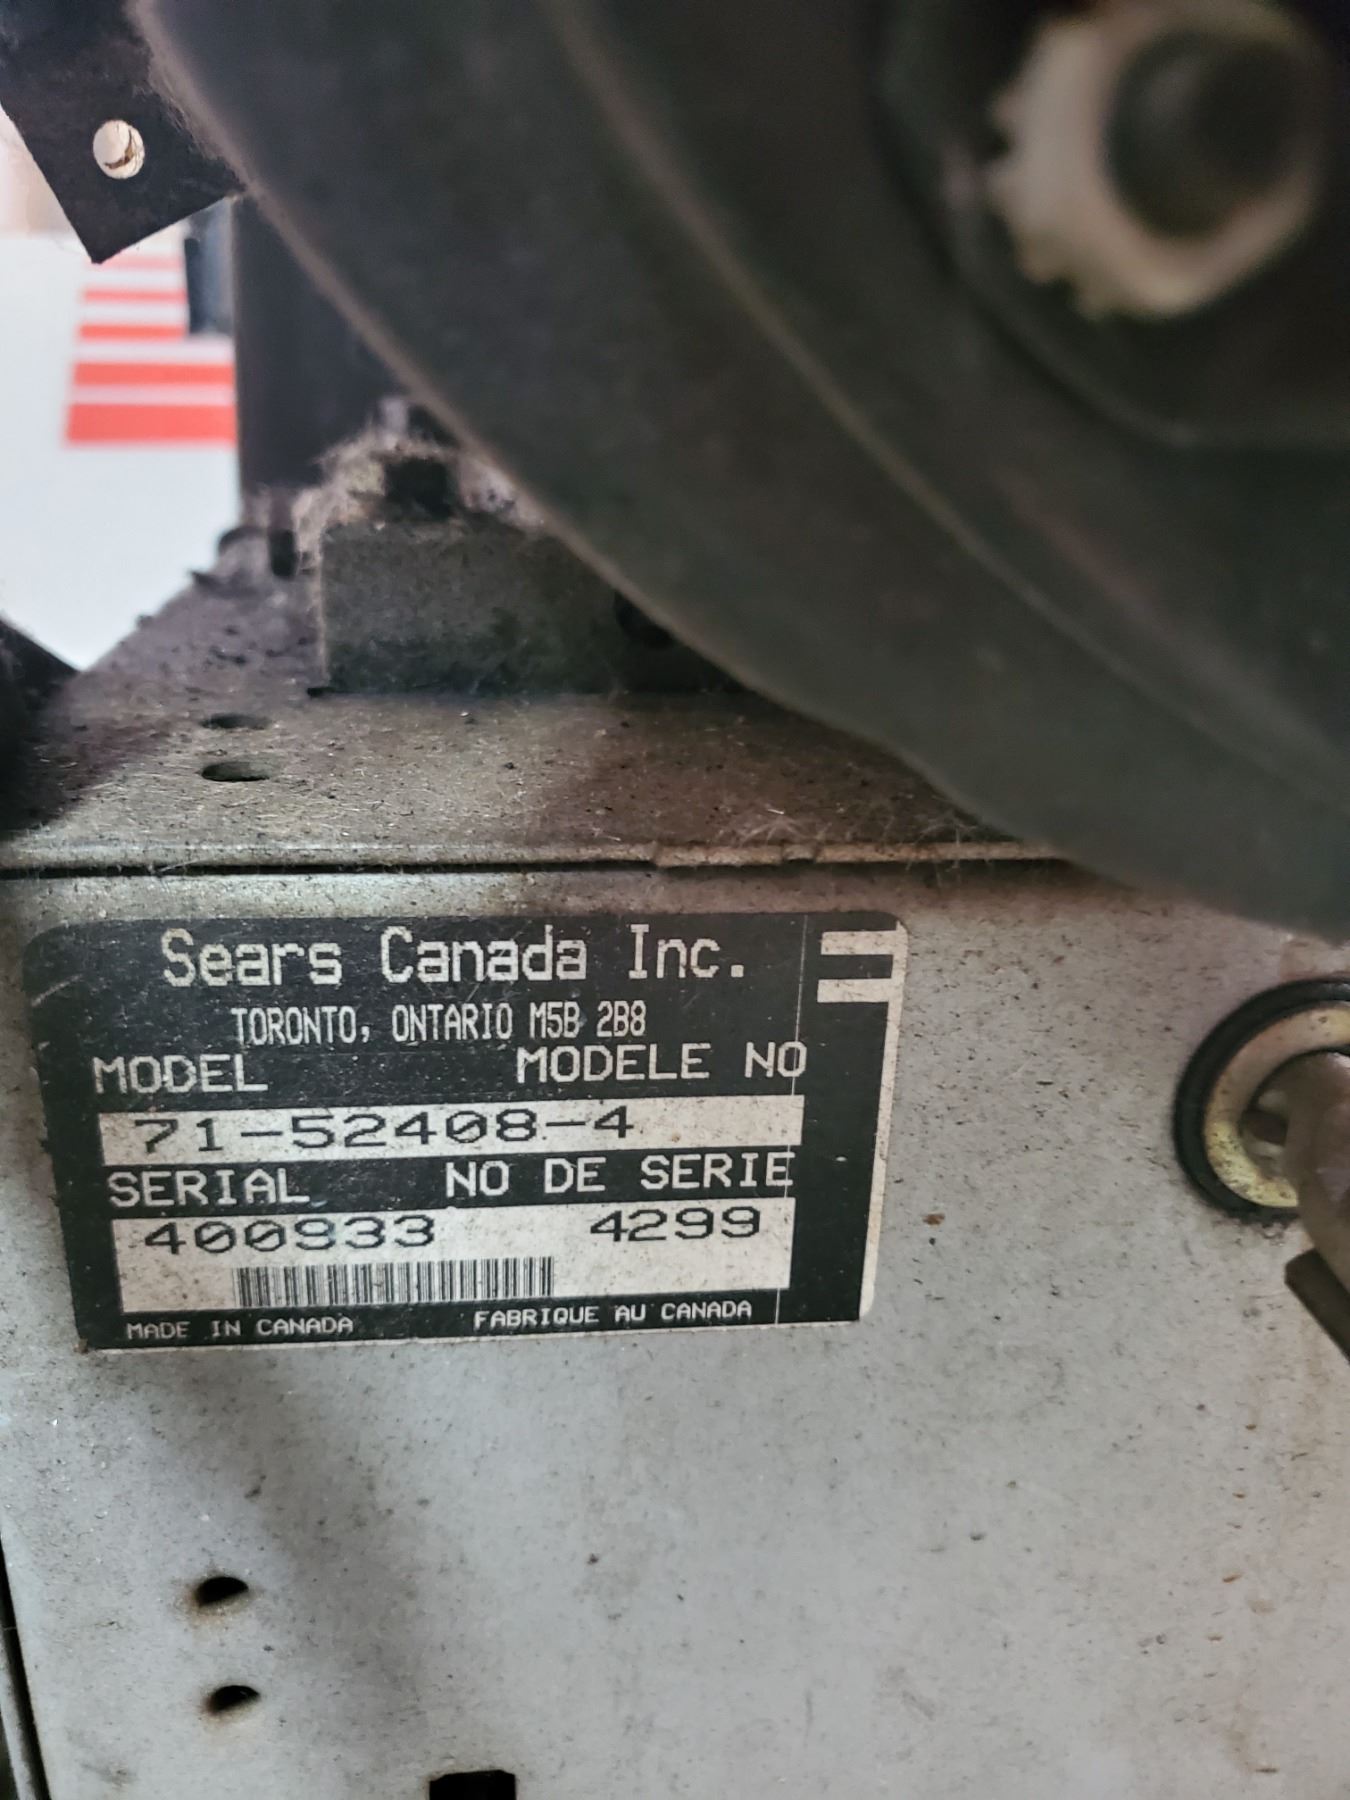 Sears Canada Inc.
TORONTO, ONTARIO M5B 2B8
MODEL MODELE NO
71-52408-4
SERIAL NO DE SERIE
400933 4299
MADE IN CANADA FABRIQUE AU CANADA